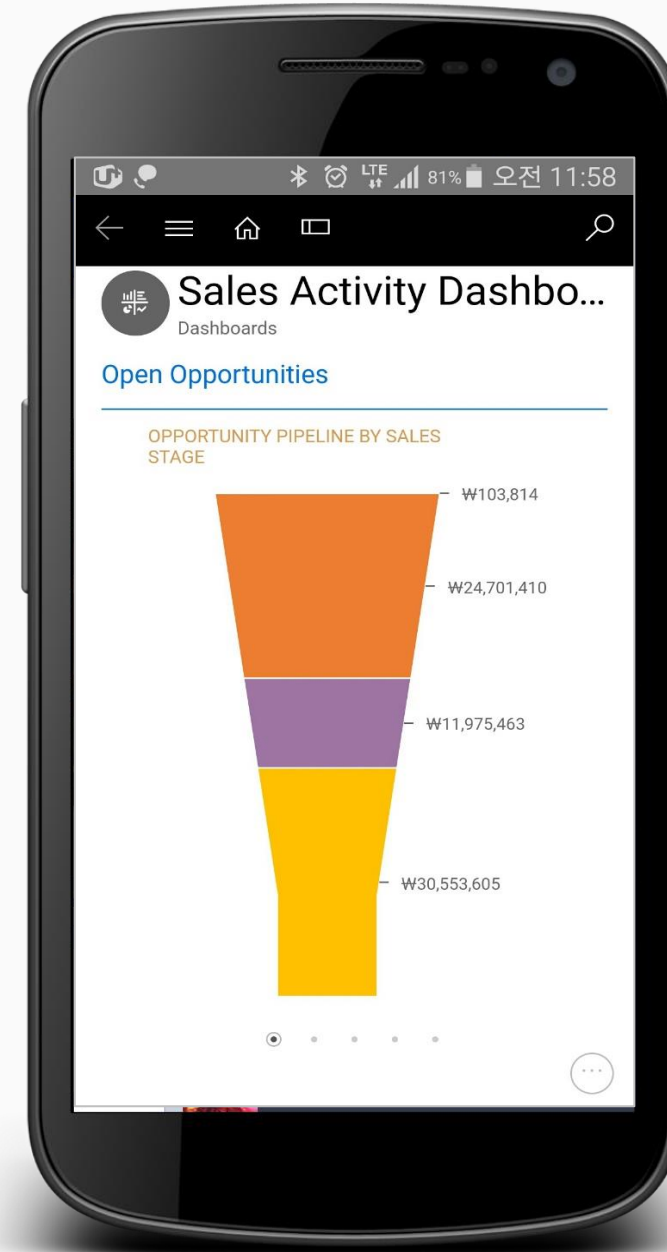 LTE 81% 오전 11:58
Sales Activity Dashbo...
Dashboards
Open Opportunities
OPPORTUNITY PIPELINE BY SALES
STAGE
₩103,814
₩24,701,410
₩11,975,463
₩30,553,605